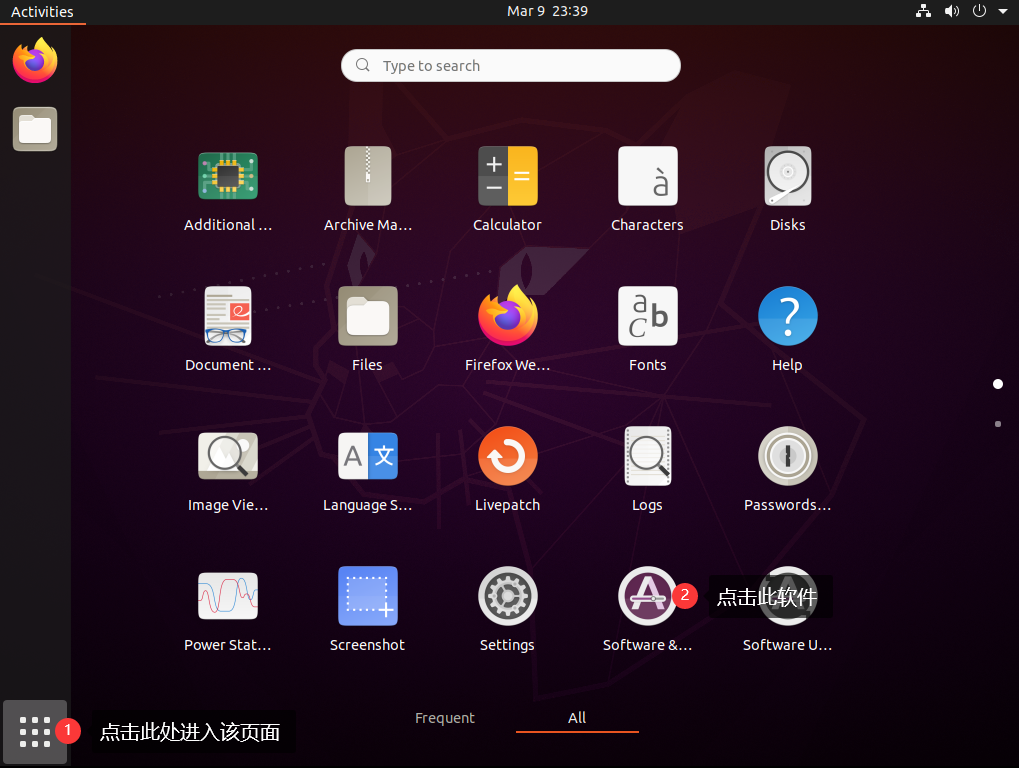 Activities
Mar 9 23:39
Type to search
Additional ...
Archive Ma...
Calculator
Characters
Disks
Document ...
Files
Firefox We...
Fonts
Help
Image Vie...
Language S...
Livepatch
Logs
Passwords...
Power Stat...
Screenshot
Settings
2
点击此软件
Software &...
Software U...
Frequent
All
1
点击此处进入该页面